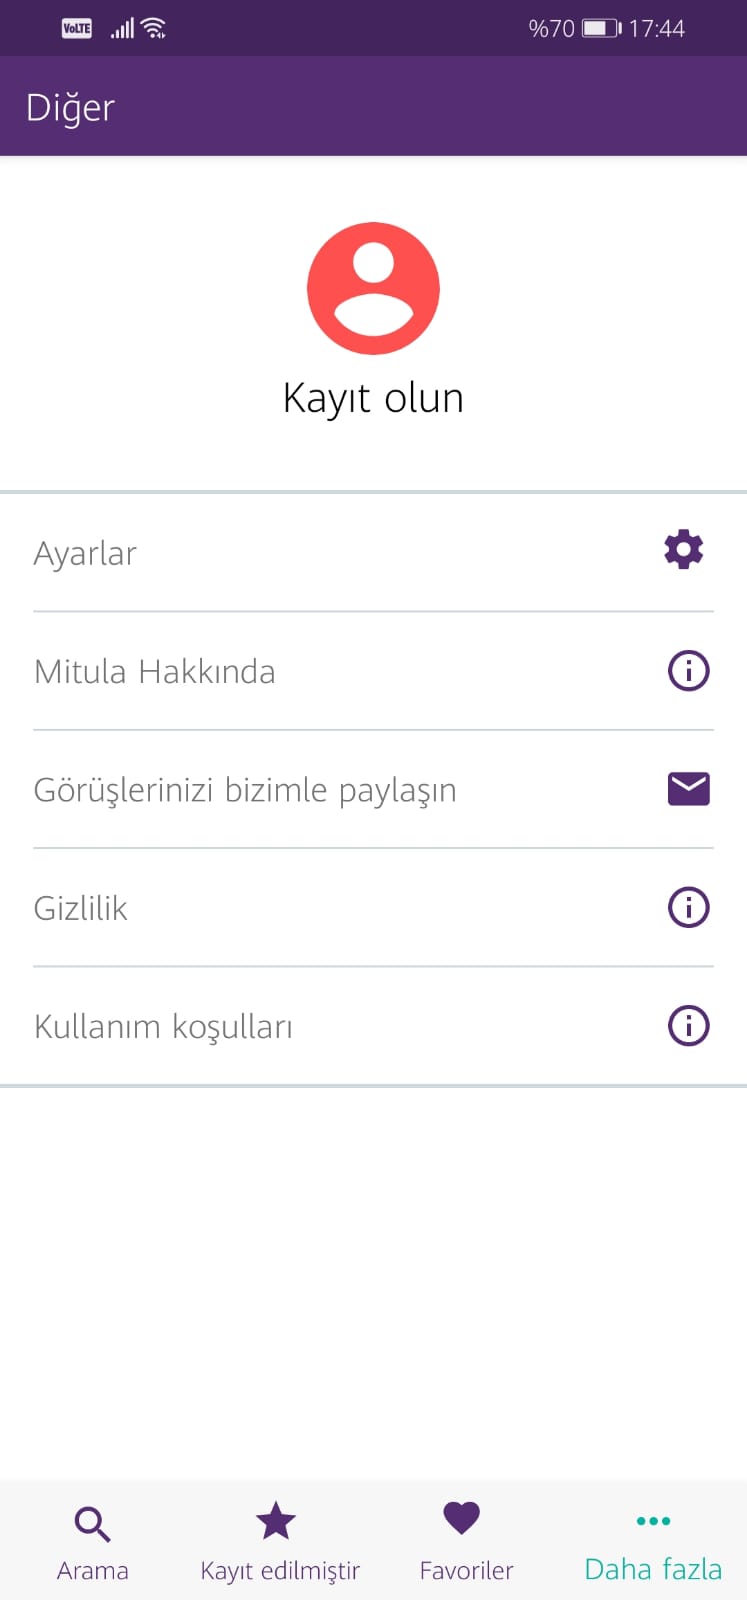 VoLTE %70 17:44
Diğer
Kayıt olun
Ayarlar
Mitula Hakkında
Görüşlerinizi bizimle paylaşın
Gizlilik
Kullanım koşulları
Arama Kayıt edilmiştir Favoriler Daha fazla